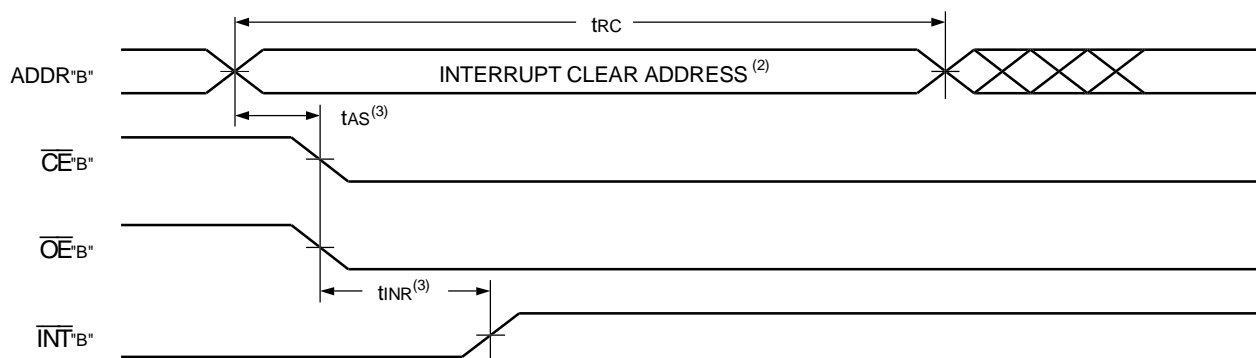 tRC
ADDR"B"
INTERRUPT CLEAR ADDRESS (2)
tAS(3)
CE"B"
OE"B"
tINR(3)
INT"B"